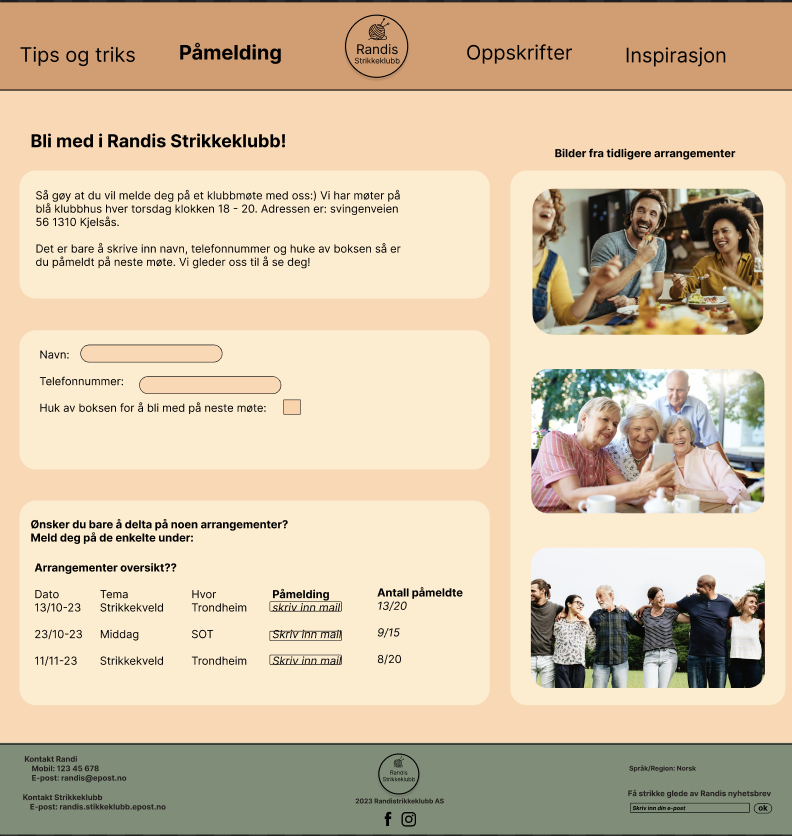 Tips og triks
Påmelding
Randis
Strikkeklubb
Oppskrifter
Inspirasjon
Bli med i Randis Strikkeklubb!
Så gøy at du vil melde deg på et klubbmøte med oss:) Vi har møter på
blå klubbhus hver torsdag klokken 18 - 20. Adressen er: svingenveien
56 1310 Kjelsås.
Det er bare å skrive inn navn, telefonnummer og huke av boksen så er
du påmeldt på neste møte. Vi gleder oss til å se deg!
Navn:
Telefonnummer:
Huk av boksen for å bli med på neste møte:
Ønsker du bare å delta på noen arrangementer?
Meld deg på de enkelte under:
Arrangementer oversikt??
Dato Tema Hvor Påmelding Antall påmeldte
13/10-23 Strikkekveld Trondheim skriv inn mail 13/20
23/10-23 Middag SOT Skriv inn mail 9/15
11/11-23 Strikkekveld Trondheim Skriv inn mail 8/20
Bilder fra tidligere arrangementer
Kontakt Randi
Mobil: 123 45 678
E-post: randis@epost.no
Kontakt Strikkeklubb
E-post: randis.stikkeklubb.epost.no
Randis
Strikkeklubb
2023 Randistrikkeklubb AS
Språk/Region: Norsk
Få strikke glede av Randis nyhetsbrev
Skriv inn din e-post ok